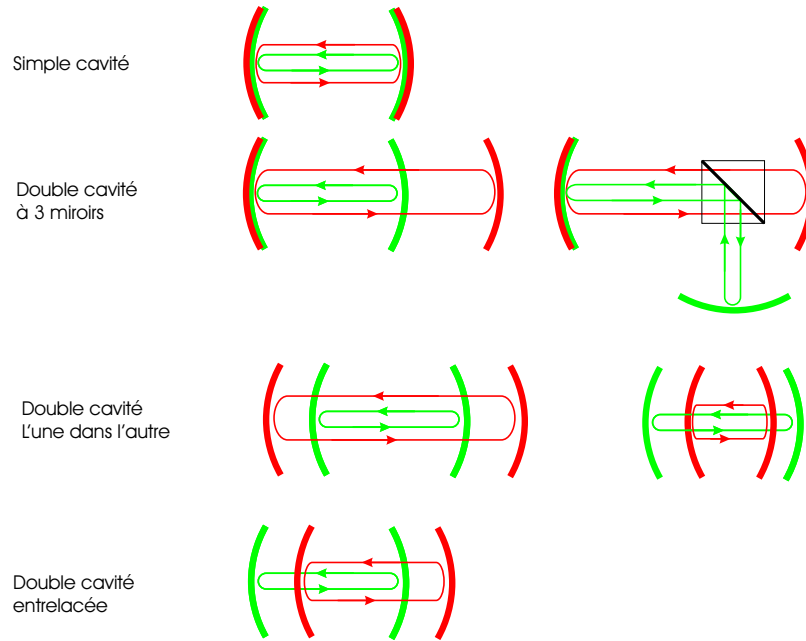 Simple cavité
Double cavité
à 3 miroirs
Double cavité
L'une dans l'autre
Double cavité
entrelacée